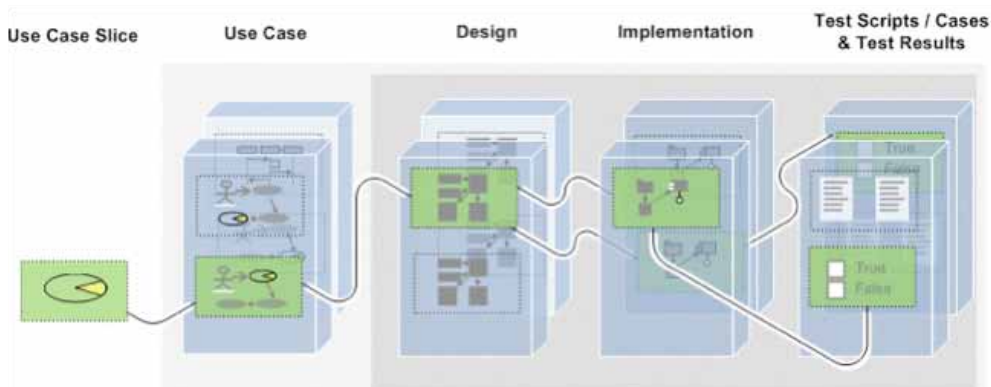 Use Case Slice
Use Case
Design
Implementation
Test Scripts / Cases
& Test Results
True
False
True
False